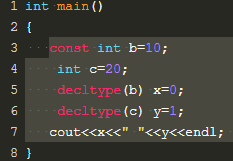 1 int main()
2 {
3 const int b=10;
4 int c=20;
5 decltype(b) x=0;
6 decltype(c) y=1;
7 cout<<x<<" "<<y<<endl;
8 }